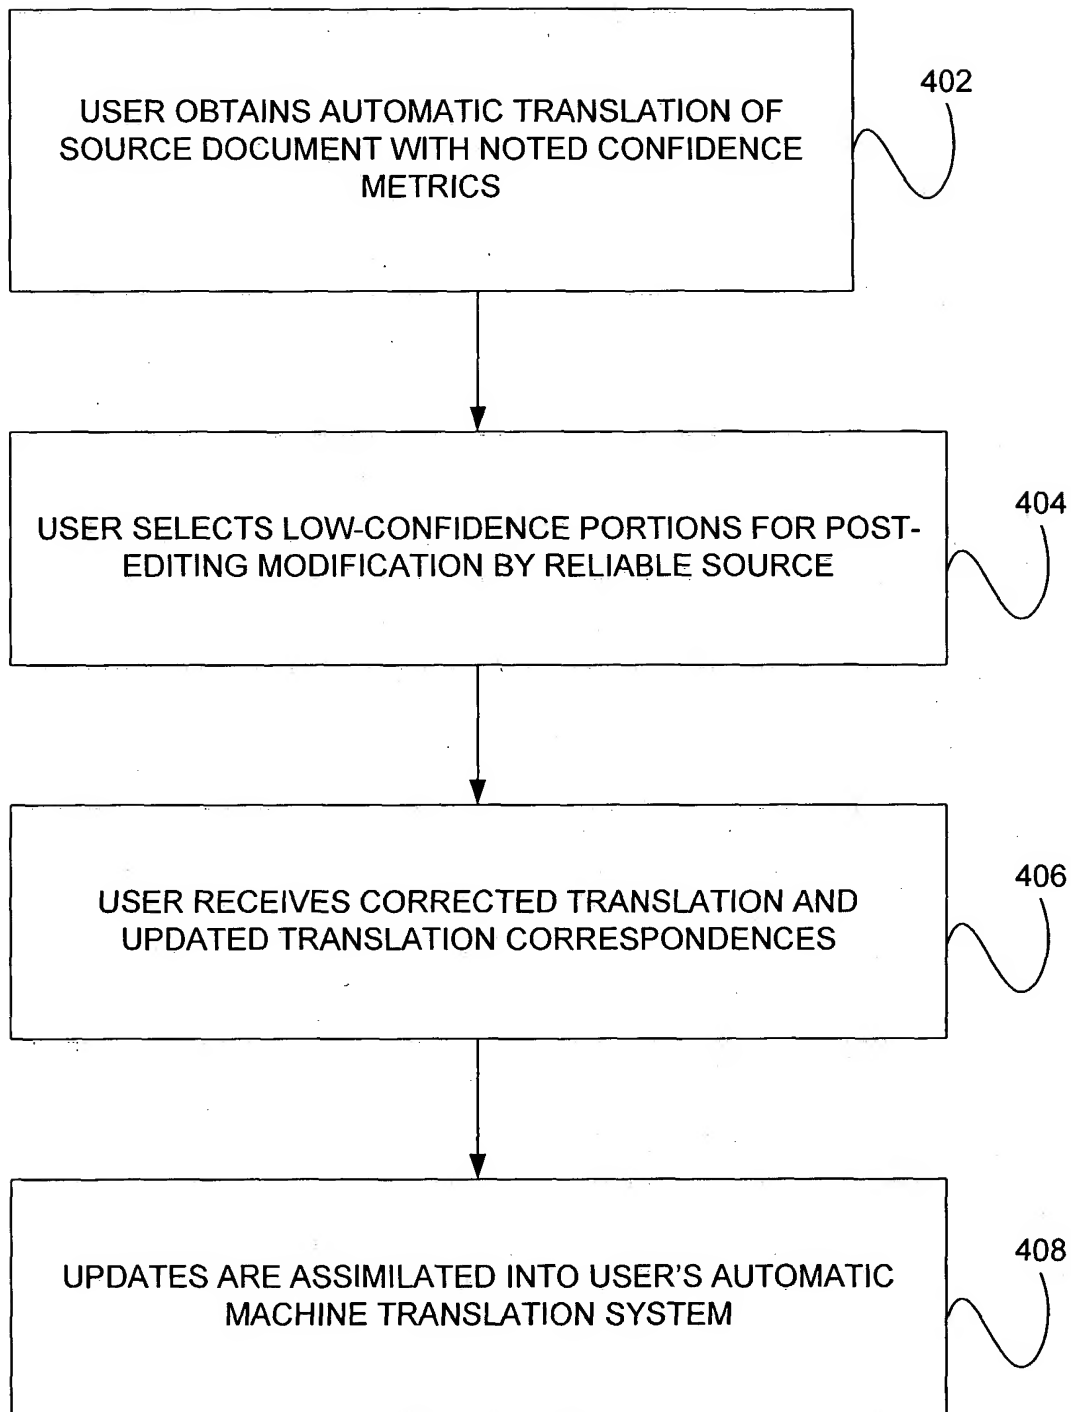 USER OBTAINS AUTOMATIC TRANSLATION OF
SOURCE DOCUMENT WITH NOTED CONFIDENCE
METRICS
402
USER SELECTS LOW-CONFIDENCE PORTIONS FOR POST-
EDITING MODIFICATION BY RELIABLE SOURCE
404
USER RECEIVES CORRECTED TRANSLATION AND
UPDATED TRANSLATION CORRESPONDENCES
406
UPDATES ARE ASSIMILATED INTO USER'S AUTOMATIC
MACHINE TRANSLATION SYSTEM
408